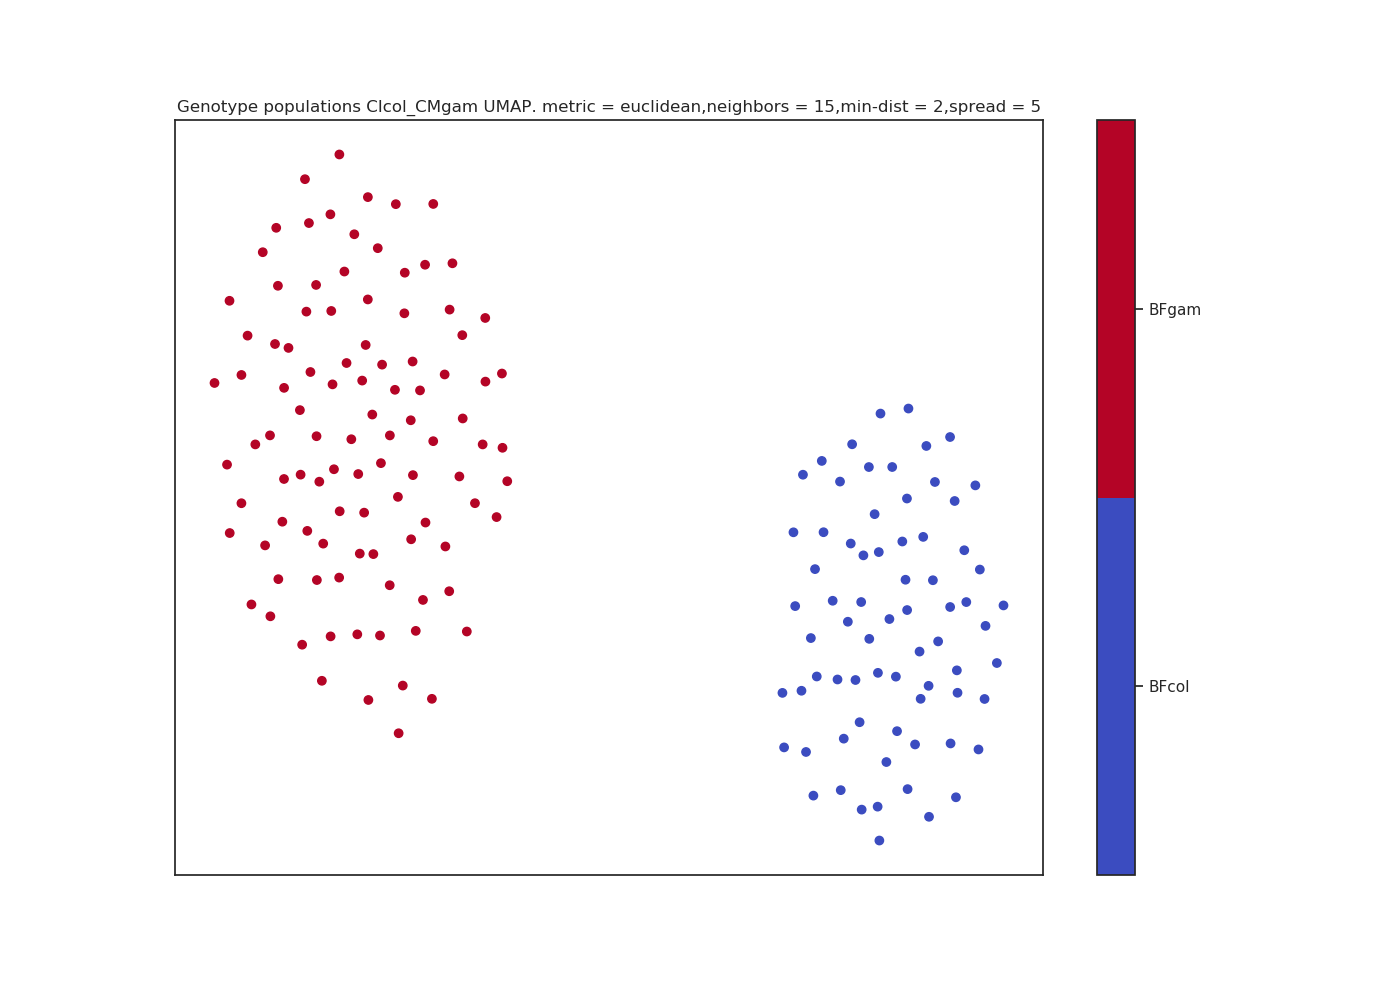 Genotype populations CIcol_CMgam UMAP. metric = euclidean,neighbors = 15,min-dist = 2,spread = 5
BFgam
BFcol